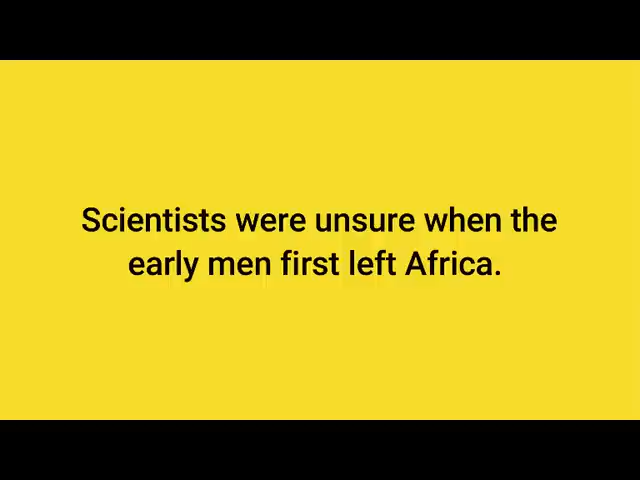 Scientists were unsure when the
early men first left Africa.